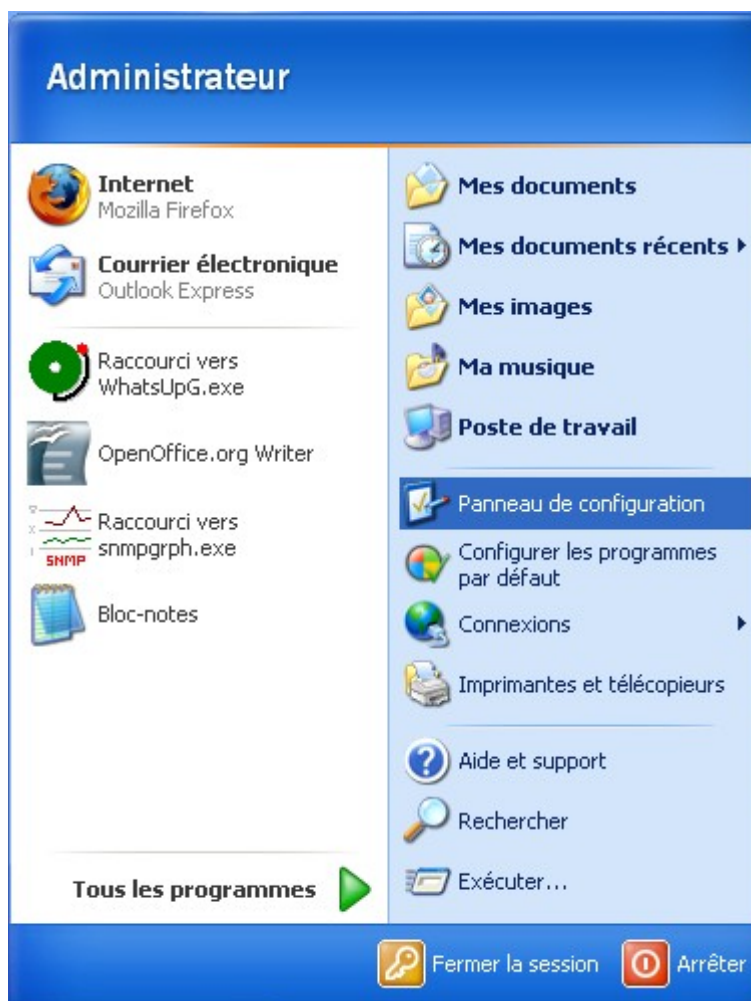 Administrateur
Internet
Mozilla Firefox
Courrier électronique
Outlook Express
Raccourci vers
WhatsUpG.exe
OpenOffice.org Writer
Raccourci vers
snmpgrph.exe
SNMP
Bloc-notes
Tous les programmes
Mes documents
Mes documents récents
Mes images
Ma musique
Poste de travail
Panneau de configuration
Configurer les programmes
par défaut
Connexions
Imprimantes et télécopieurs
Aide et support
Rechercher
Exécuter...
Fermer la session
Arrêter